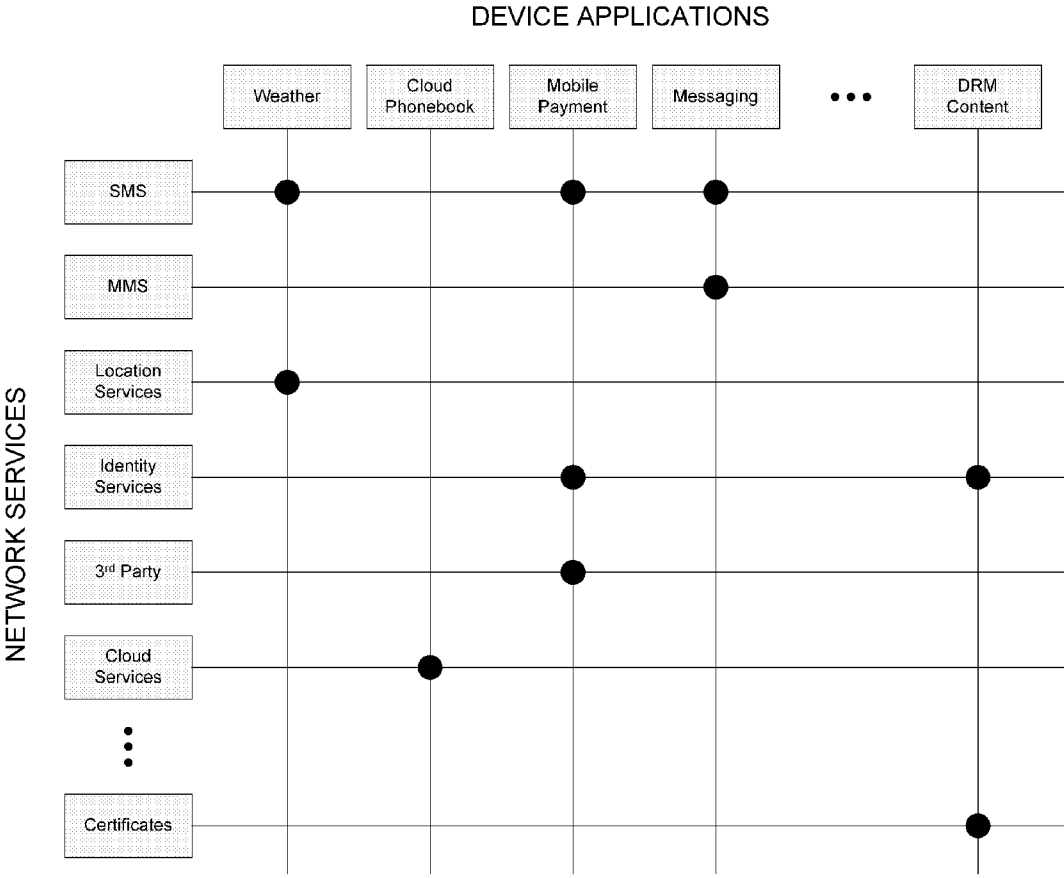 DEVICE APPLICATIONS
Weather
Cloud
Phonebook
Mobile
Payment
Messaging
DRM
Content
NETWORK SERVICES
SMS
MMS
Location
Services
Identity
Services
3rd Party
Cloud
Services
Certificates